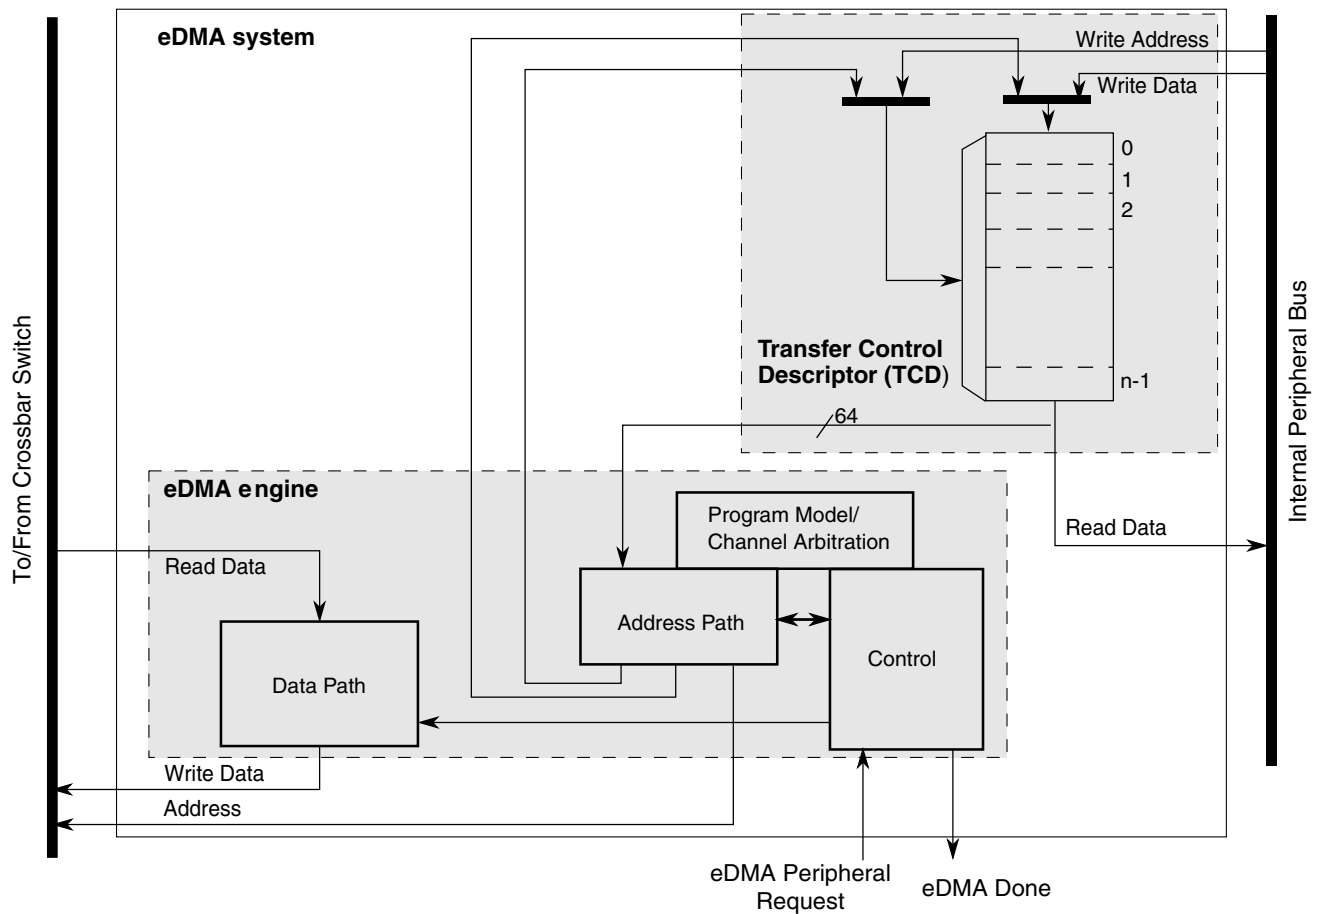 eDMA system
Write Address
Write Data
0
1
2
n-1
Transfer Control
Descriptor (TCD)
64
To/From Crossbar Switch
Internal Peripheral Bus
eDMA engine
Program Model/
Channel Arbitration
Read Data
Read Data
Address Path
Control
Data Path
Write Data
Address
eDMA Peripheral
Request
eDMA Done